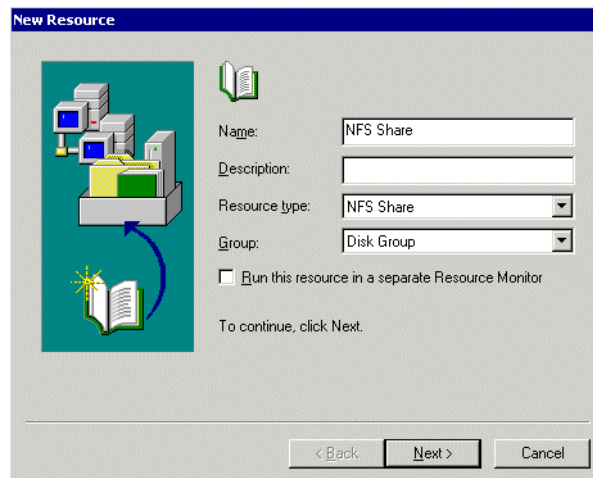 New Resource
Name: NFS Share
Description:
Resource type: NFS Share
Group: Disk Group
Run this resource in a separate Resource Monitor
To continue, click Next.
< Back Next > Cancel